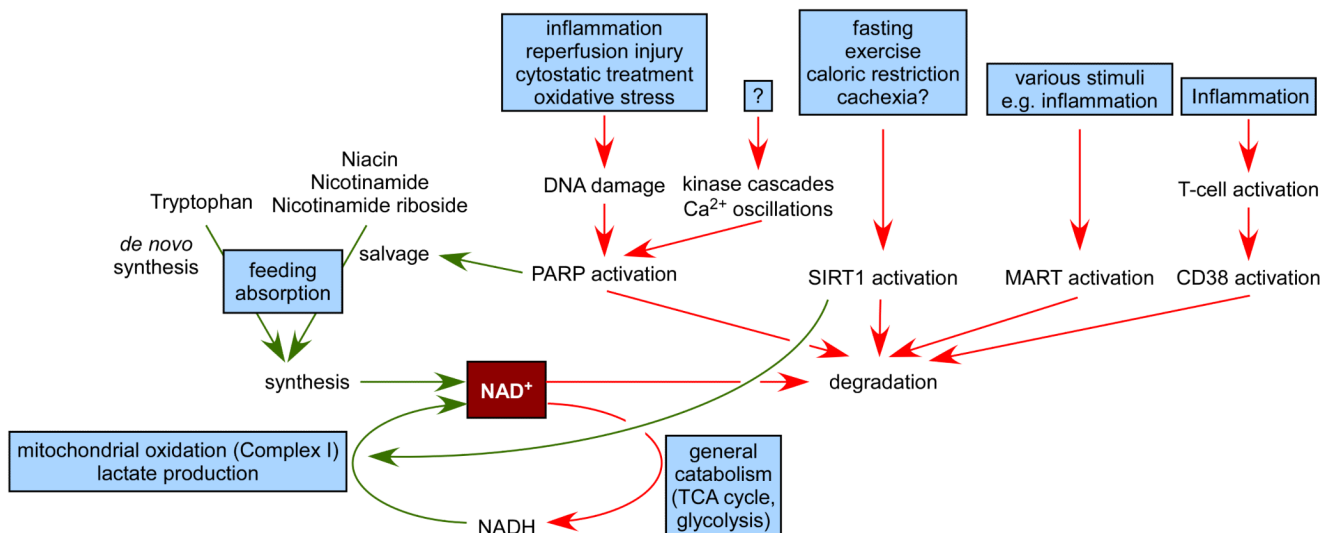 inflammation
reperfusion injury
cytostatic treatment
oxidative stress
?
fasting
exercise
caloric restriction
cachexia?
various stimuli
e.g. inflammation
Inflammation
Niacin
Nicotinamide
Nicotinamide riboside
Tryptophan
DNA damage
kinase cascades
Ca²⁺ oscillations
T-cell activation
de novo
synthesis
feeding
absorption
salvage
PARP activation
SIRT1 activation
MART activation
CD38 activation
synthesis
NAD⁺
degradation
mitochondrial oxidation (Complex I)
lactate production
general
catabolism
(TCA cycle,
glycolysis)
NADH